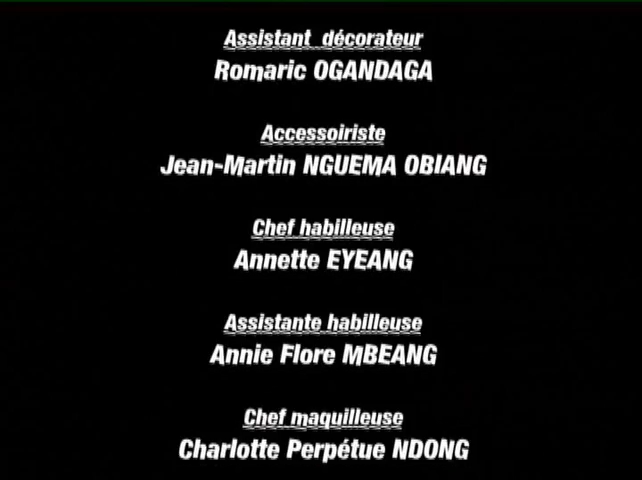 Assistant décorateur
Romaric OGANDAGA
Accessoiriste
Jean-Martin NGUEMA OBIANG
Chef habilleuse
Annette EYEANG
Assistante habilleuse
Annie Flore MBEANG
Chef maquilleuse
Charlotte Perpétue NDONG